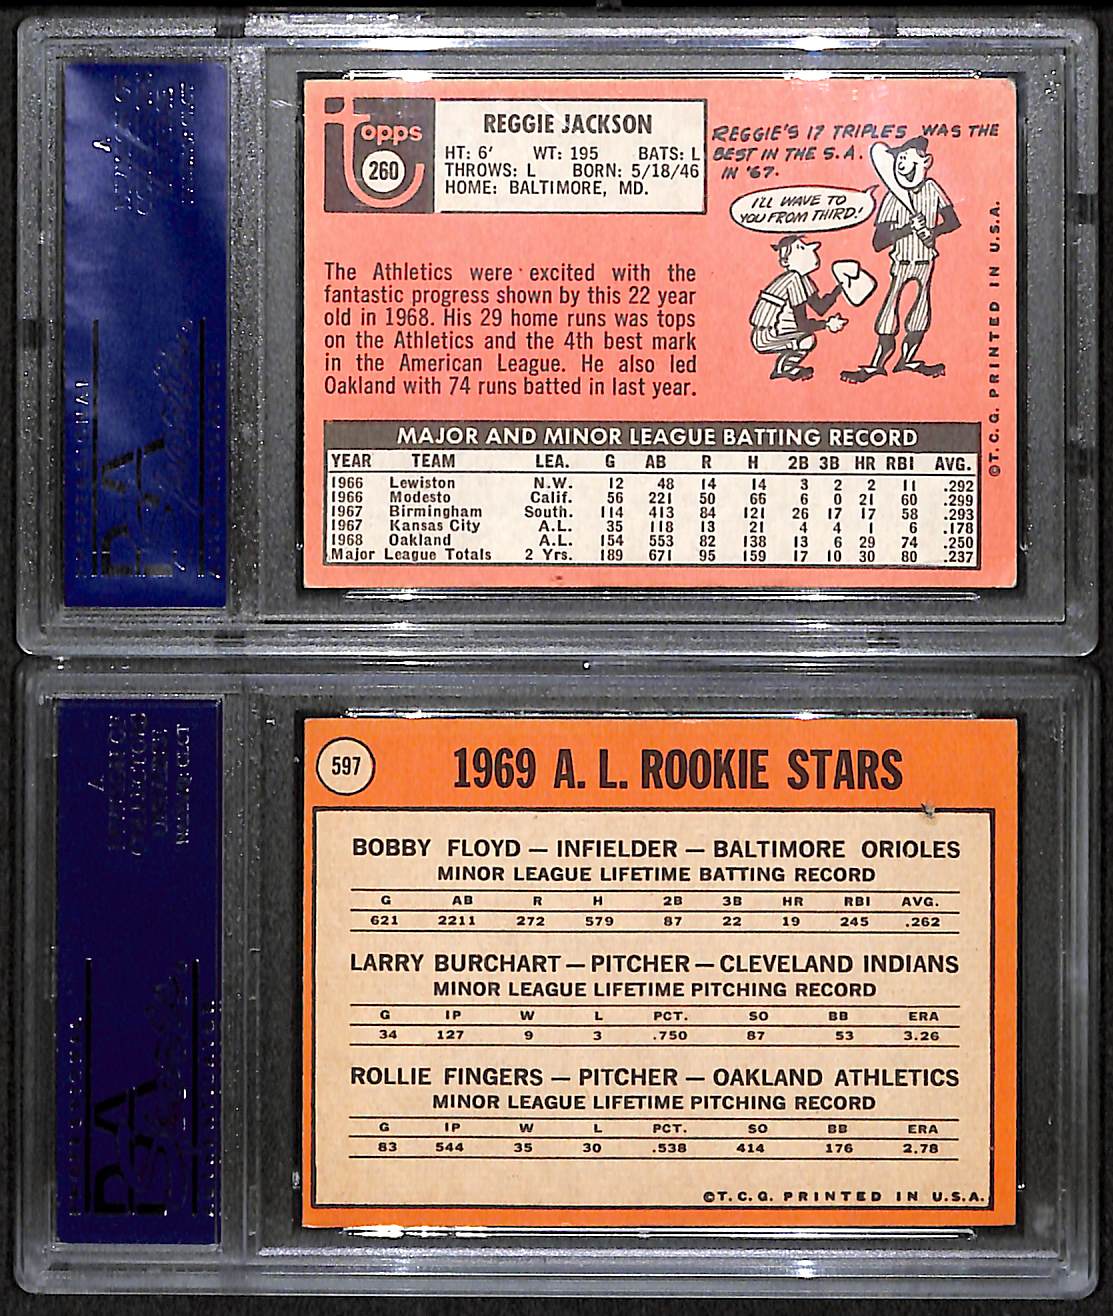 Topps
260
REGGIE JACKSON
HT: 6' WT: 195 BATS: L
THROWS: L BORN: 5/18/46
HOME: BALTIMORE, MD.
REGGIE'S 17 TRIPLES WAS THE
BEST IN THE S.A.
IN '67.
I'LL WAVE TO
YOU FROM THIRD!
The Athletics were excited with the
fantastic progress shown by this 22 year
old in 1968. His 29 home runs was tops
on the Athletics and the 4th best mark
in the American League. He also led
Oakland with 74 runs batted in last year.
©T.C.G. PRINTED IN U.S.A.
MAJOR AND MINOR LEAGUE BATTING RECORD
YEAR TEAM LEA. G AB R H 2B 3B HR RBI AVG.
1966 Lewiston N.W. 12 48 14 14 3 2 2 11 .292
1966 Modesto Calif. 56 221 50 66 6 0 21 60 .299
1967 Birmingham South. 114 413 84 121 26 17 17 58 .293
1967 Kansas City A.L. 35 118 13 21 4 4 1 6 .178
1968 Oakland A.L. 154 553 82 138 13 6 29 74 .250
Major League Totals 2 Yrs. 189 671 95 159 17 10 30 80 .237
597
1969 A. L. ROOKIE STARS
BOBBY FLOYD — INFIELDER — BALTIMORE ORIOLES
MINOR LEAGUE LIFETIME BATTING RECORD
G AB R H 2B 3B HR RBI AVG.
621 2211 272 579 87 22 19 245 .262
LARRY BURCHART — PITCHER — CLEVELAND INDIANS
MINOR LEAGUE LIFETIME PITCHING RECORD
G IP W L PCT. SO BB ERA
34 127 9 3 .750 87 53 3.26
ROLLIE FINGERS — PITCHER — OAKLAND ATHLETICS
MINOR LEAGUE LIFETIME PITCHING RECORD
G IP W L PCT. SO BB ERA
83 544 35 30 .538 414 176 2.78
©T.C.G. PRINTED IN U.S.A.